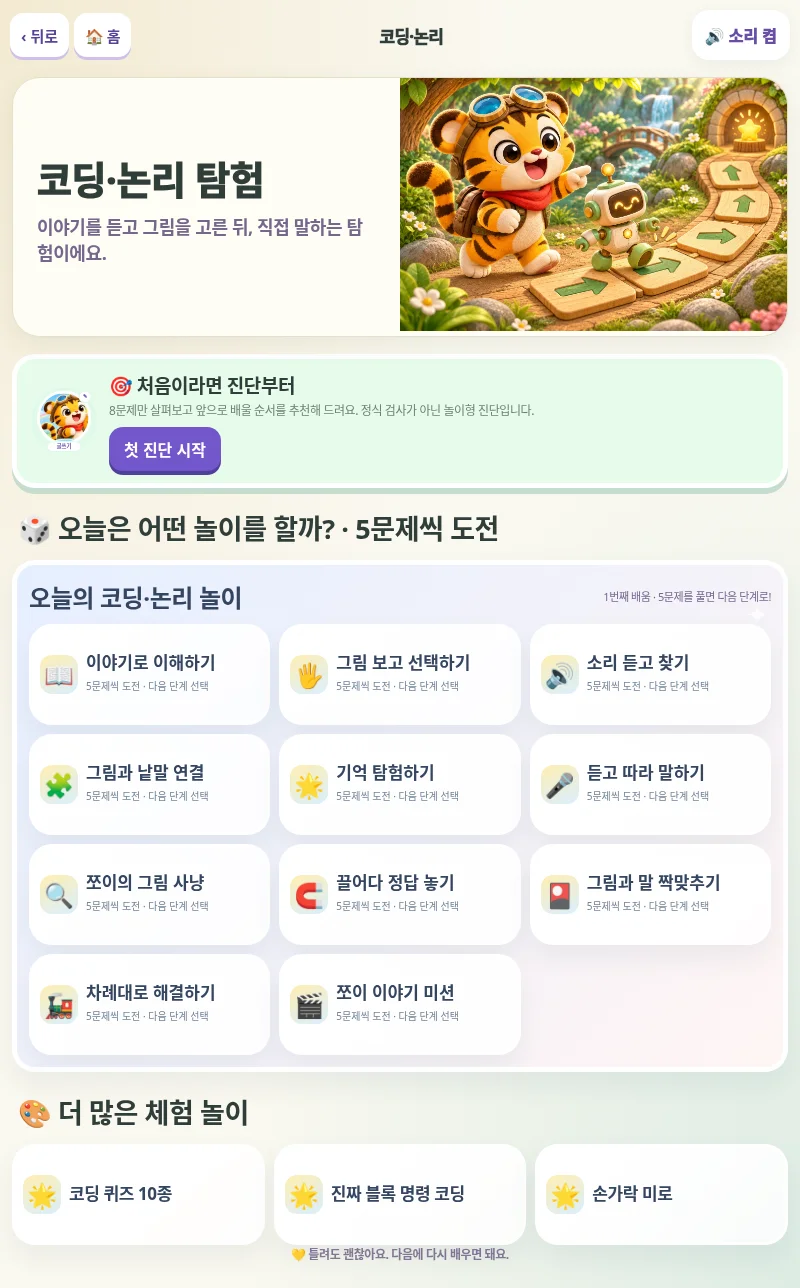 ‹ 뒤로
🏠 홈
코딩·논리
🔊 소리 켬
코딩·논리 탐험
이야기를 듣고 그림을 고른 뒤, 직접 말하는 탐
험이에요.
🎯 처음이라면 진단부터
8문제만 살펴보고 앞으로 배울 순서를 추천해 드려요. 정식 검사가 아닌 놀이형 진단입니다.
글쓰기
첫 진단 시작
🎲 오늘은 어떤 놀이를 할까? · 5문제씩 도전
오늘의 코딩·논리 놀이
1번째 배움 · 5문제를 풀면 다음 단계로!
📖 이야기로 이해하기
5문제씩 도전 · 다음 단계 선택
🖐 그림 보고 선택하기
5문제씩 도전 · 다음 단계 선택
🔊 소리 듣고 찾기
5문제씩 도전 · 다음 단계 선택
🧩 그림과 낱말 연결
5문제씩 도전 · 다음 단계 선택
🌟 기억 탐험하기
5문제씩 도전 · 다음 단계 선택
🎤 듣고 따라 말하기
5문제씩 도전 · 다음 단계 선택
🔍 쪼이의 그림 사냥
5문제씩 도전 · 다음 단계 선택
🧲 끌어다 정답 놓기
5문제씩 도전 · 다음 단계 선택
🎴 그림과 말 짝맞추기
5문제씩 도전 · 다음 단계 선택
🚂 차례대로 해결하기
5문제씩 도전 · 다음 단계 선택
🎬 쪼이 이야기 미션
5문제씩 도전 · 다음 단계 선택
🎨 더 많은 체험 놀이
🌟 코딩 퀴즈 10종
🌟 진짜 블록 명령 코딩
🌟 손가락 미로
💛 틀려도 괜찮아요. 다음에 다시 배우면 돼요.